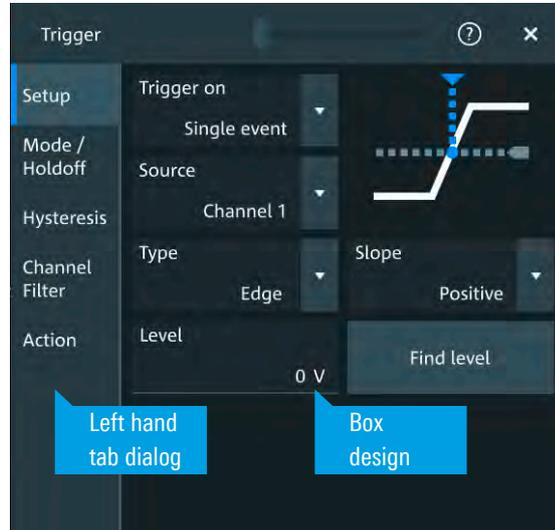 Trigger
?
×
Setup
Mode /
Holdoff
Hysteresis
Channel
Filter
Action
Trigger on
Single event
Source
Channel 1
Type
Edge
Slope
Positive
Level
0 V
Find level
Left hand
tab dialog
Box
design